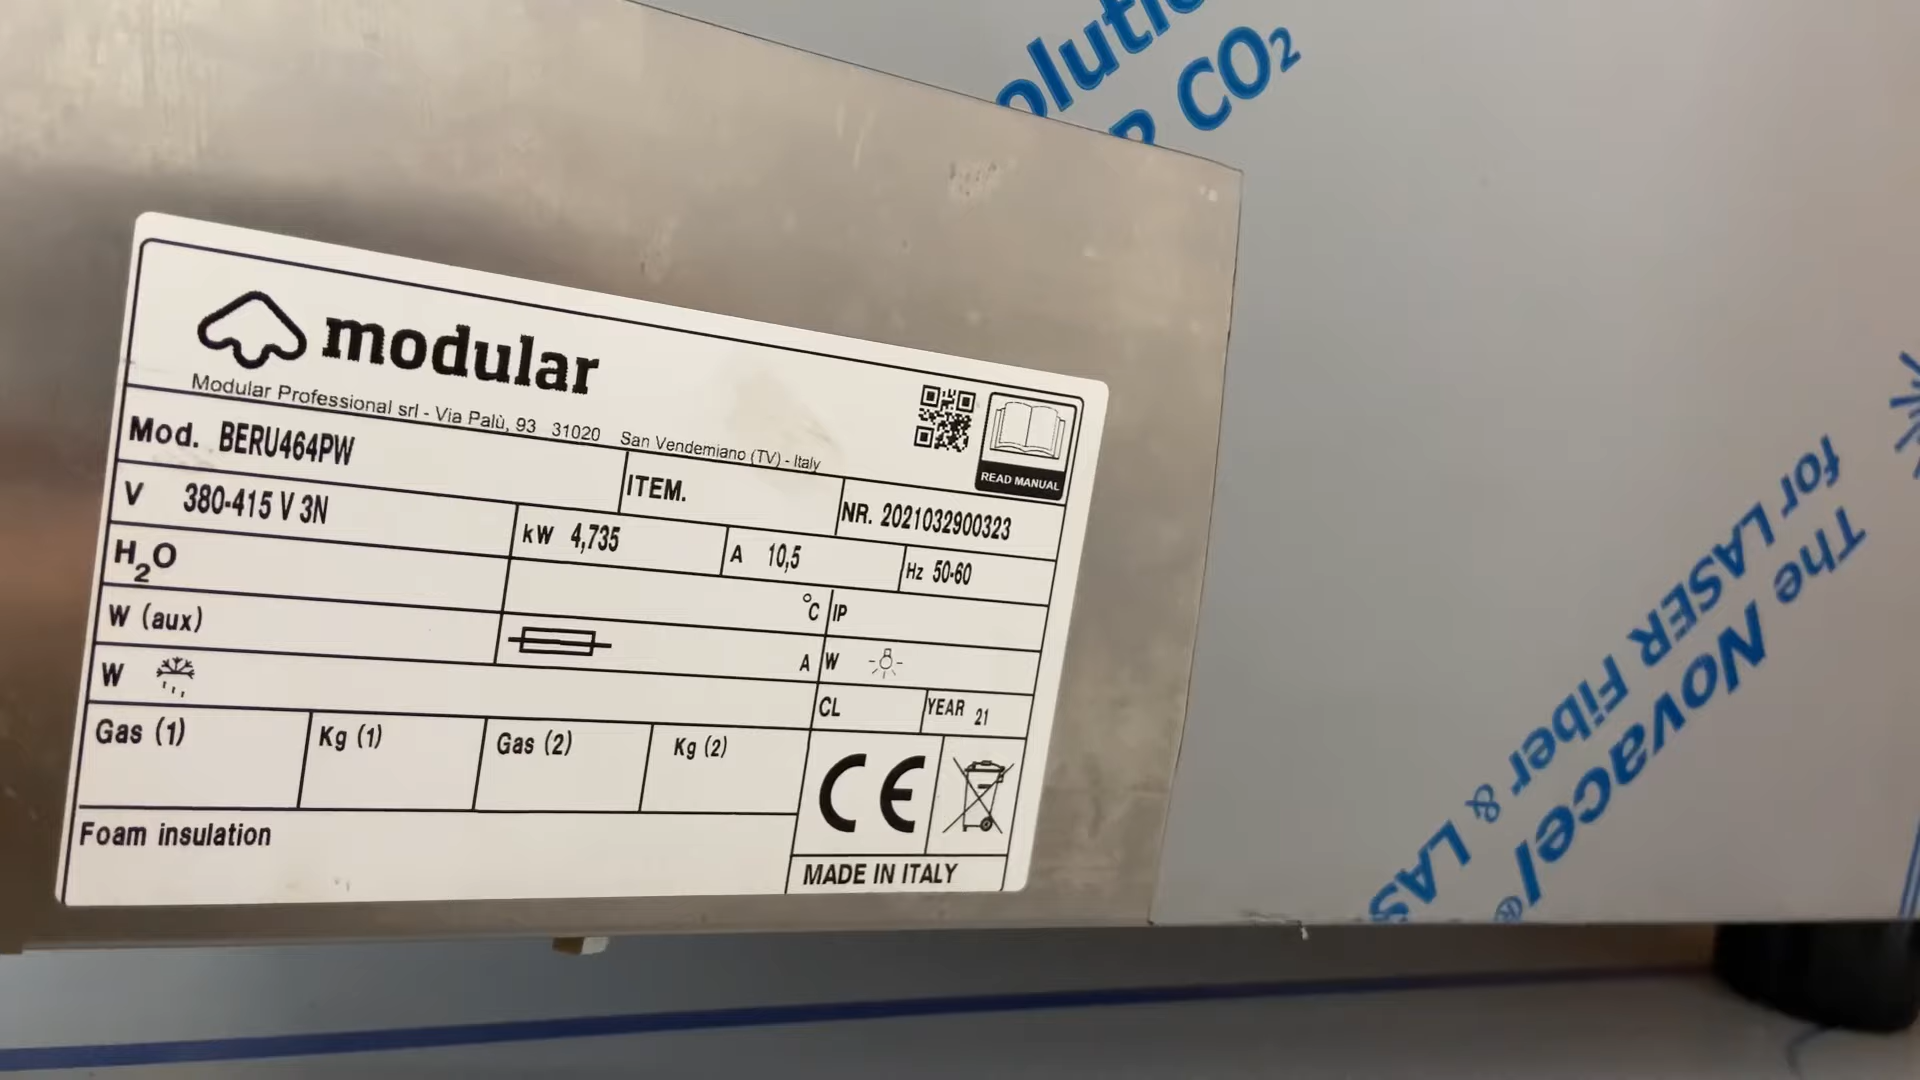 modular
Modular Professional srl - Via Palù, 93 31020 San Vendemiano (TV) - Italy
READ MANUAL
Mod. BERU464PW
ITEM.
NR. 2021032900323
V 380-415 V 3N
kW 4,735
A 10,5
Hz 50-60
H2O
°C
IP
W (aux)
A
W
W
CL
YEAR 21
Gas (1)
Kg (1)
Gas (2)
Kg (2)
CE
Foam insulation
MADE IN ITALY
CO2
The Novacel®
for LASER Fiber & LAS